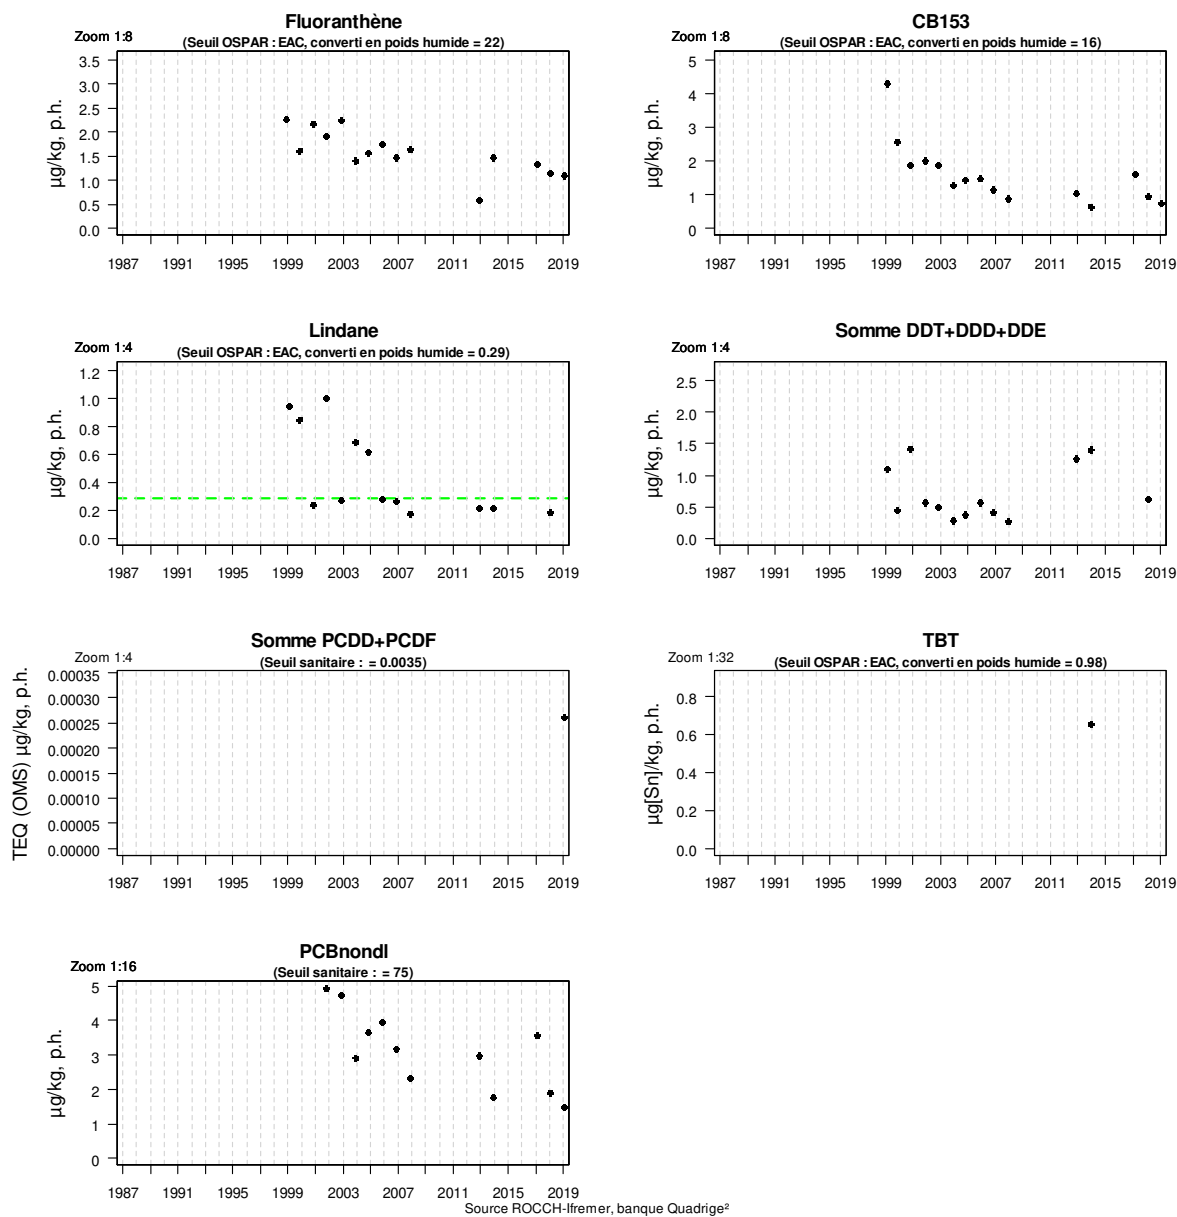 Fluoranthène
Zoom 1:8
(Seuil OSPAR : EAC, converti en poids humide = 22)
µg/kg, p.h.
3.5
3.0
2.5
2.0
1.5
1.0
0.5
0.0
1987 1991 1995 1999 2003 2007 2011 2015 2019
CB153
Zoom 1:8
(Seuil OSPAR : EAC, converti en poids humide = 16)
µg/kg, p.h.
5
4
3
2
1
0
1987 1991 1995 1999 2003 2007 2011 2015 2019
Lindane
Zoom 1:4
(Seuil OSPAR : EAC, converti en poids humide = 0.29)
µg/kg, p.h.
1.2
1.0
0.8
0.6
0.4
0.2
0.0
1987 1991 1995 1999 2003 2007 2011 2015 2019
Somme DDT+DDD+DDE
Zoom 1:4
µg/kg, p.h.
2.5
2.0
1.5
1.0
0.5
0.0
1987 1991 1995 1999 2003 2007 2011 2015 2019
Somme PCDD+PCDF
Zoom 1:4
(Seuil sanitaire : = 0.0035)
TEQ (OMS) µg/kg, p.h.
0.00035
0.00030
0.00025
0.00020
0.00015
0.00010
0.00005
0.00000
1987 1991 1995 1999 2003 2007 2011 2015 2019
TBT
Zoom 1:32
(Seuil OSPAR : EAC, converti en poids humide = 0.98)
µg[Sn]/kg, p.h.
0.8
0.6
0.4
0.2
0.0
1987 1991 1995 1999 2003 2007 2011 2015 2019
PCBnondl
Zoom 1:16
(Seuil sanitaire : = 75)
µg/kg, p.h.
5
4
3
2
1
0
1987 1991 1995 1999 2003 2007 2011 2015 2019
Source ROCCH-Ifremer, banque Quadrige²